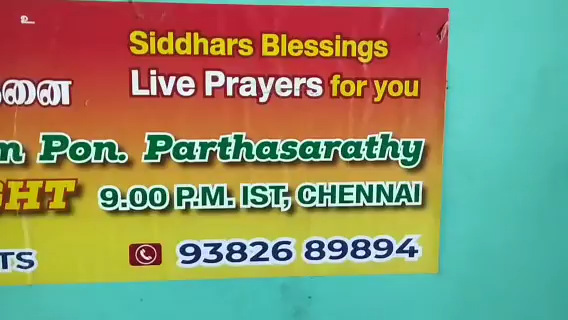 உ
Siddhars Blessings
Live Prayers for you
Pon. Parthasarathy
9.00 P.M. IST, CHENNAI
93826 89894